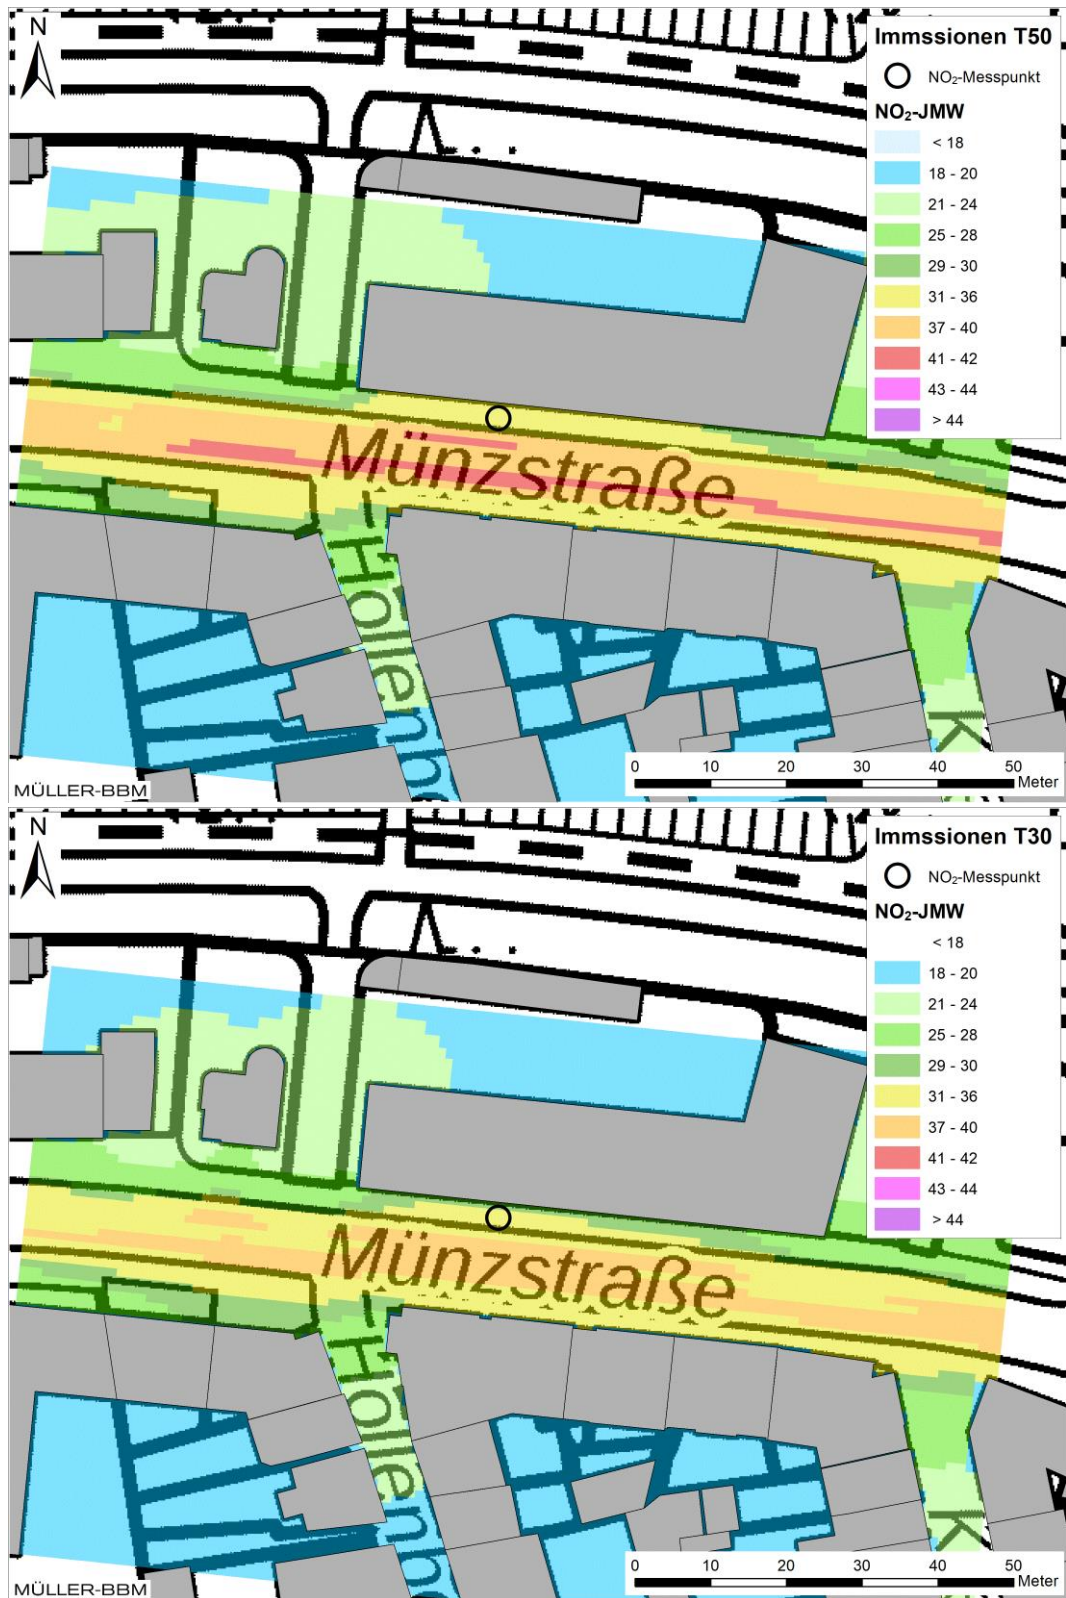 N
Immssionen T50
NO₂-Messpunkt
NO₂-JMW
< 18
18 - 20
21 - 24
25 - 28
29 - 30
31 - 36
37 - 40
41 - 42
43 - 44
> 44
Münzstraße
Hollenbe
K
0 10 20 30 40 50
Meter
MÜLLER-BBM
N
Immssionen T30
NO₂-Messpunkt
NO₂-JMW
< 18
18 - 20
21 - 24
25 - 28
29 - 30
31 - 36
37 - 40
41 - 42
43 - 44
> 44
Münzstraße
Hollenbe
K
0 10 20 30 40 50
Meter
MÜLLER-BBM